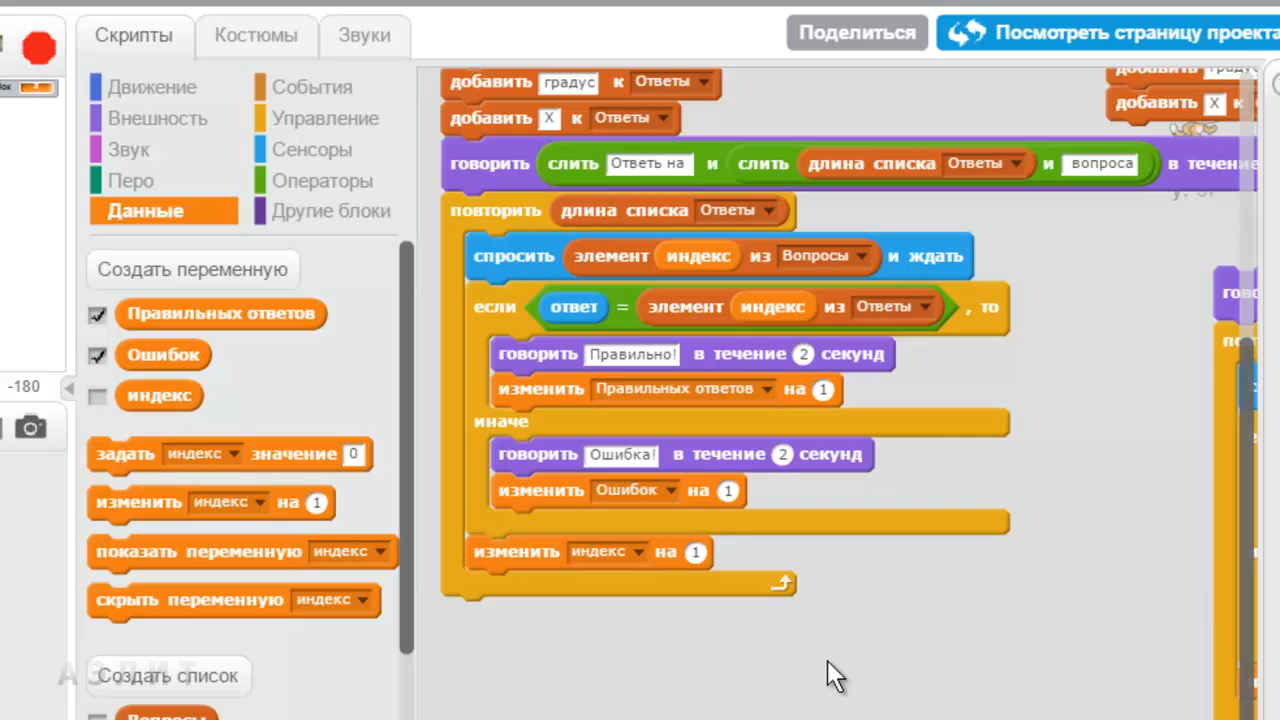 Скрипты Костюмы Звуки Поделиться Посмотреть страницу проекта
Движение События
Внешность Управление
Звук Сенсоры
Перо Операторы
Данные Другие блоки
Создать переменную
Правильных ответов
Ошибок
индекс
задать индекс значение 0
изменить индекс на 1
показать переменную индекс
скрыть переменную индекс
Создать список
Вопросы
-180
добавить градус к Ответы
добавить X к Ответы
говорить слить Ответь на и слить длина списка Ответы и вопроса в течение
повторить длина списка Ответы
спросить элемент индекс из Вопросы и ждать
если ответ = элемент индекс из Ответы , то
говорить Правильно! в течение 2 секунд
изменить Правильных ответов на 1
иначе
говорить Ошибка! в течение 2 секунд
изменить Ошибок на 1
изменить индекс на 1
добавить
добавить X к